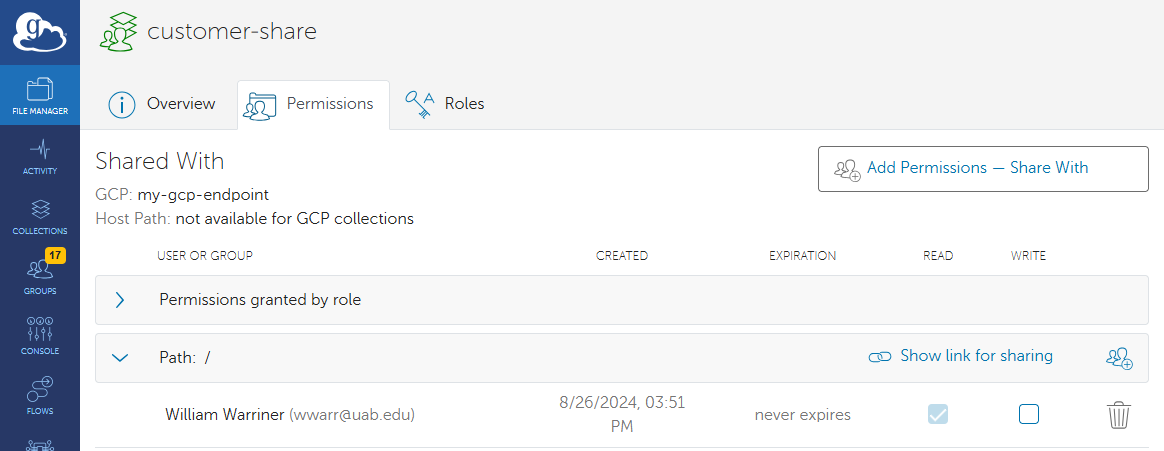 g
customer-share
FILE MANAGER
Overview
Permissions
Roles
ACTIVITY
Shared With
Add Permissions — Share With
GCP: my-gcp-endpoint
Host Path: not available for GCP collections
COLLECTIONS
USER OR GROUP CREATED EXPIRATION READ WRITE
17
GROUPS
Permissions granted by role
CONSOLE
Path: / Show link for sharing
FLOWS
William Warriner (wwarr@uab.edu) 8/26/2024, 03:51 never expires
PM